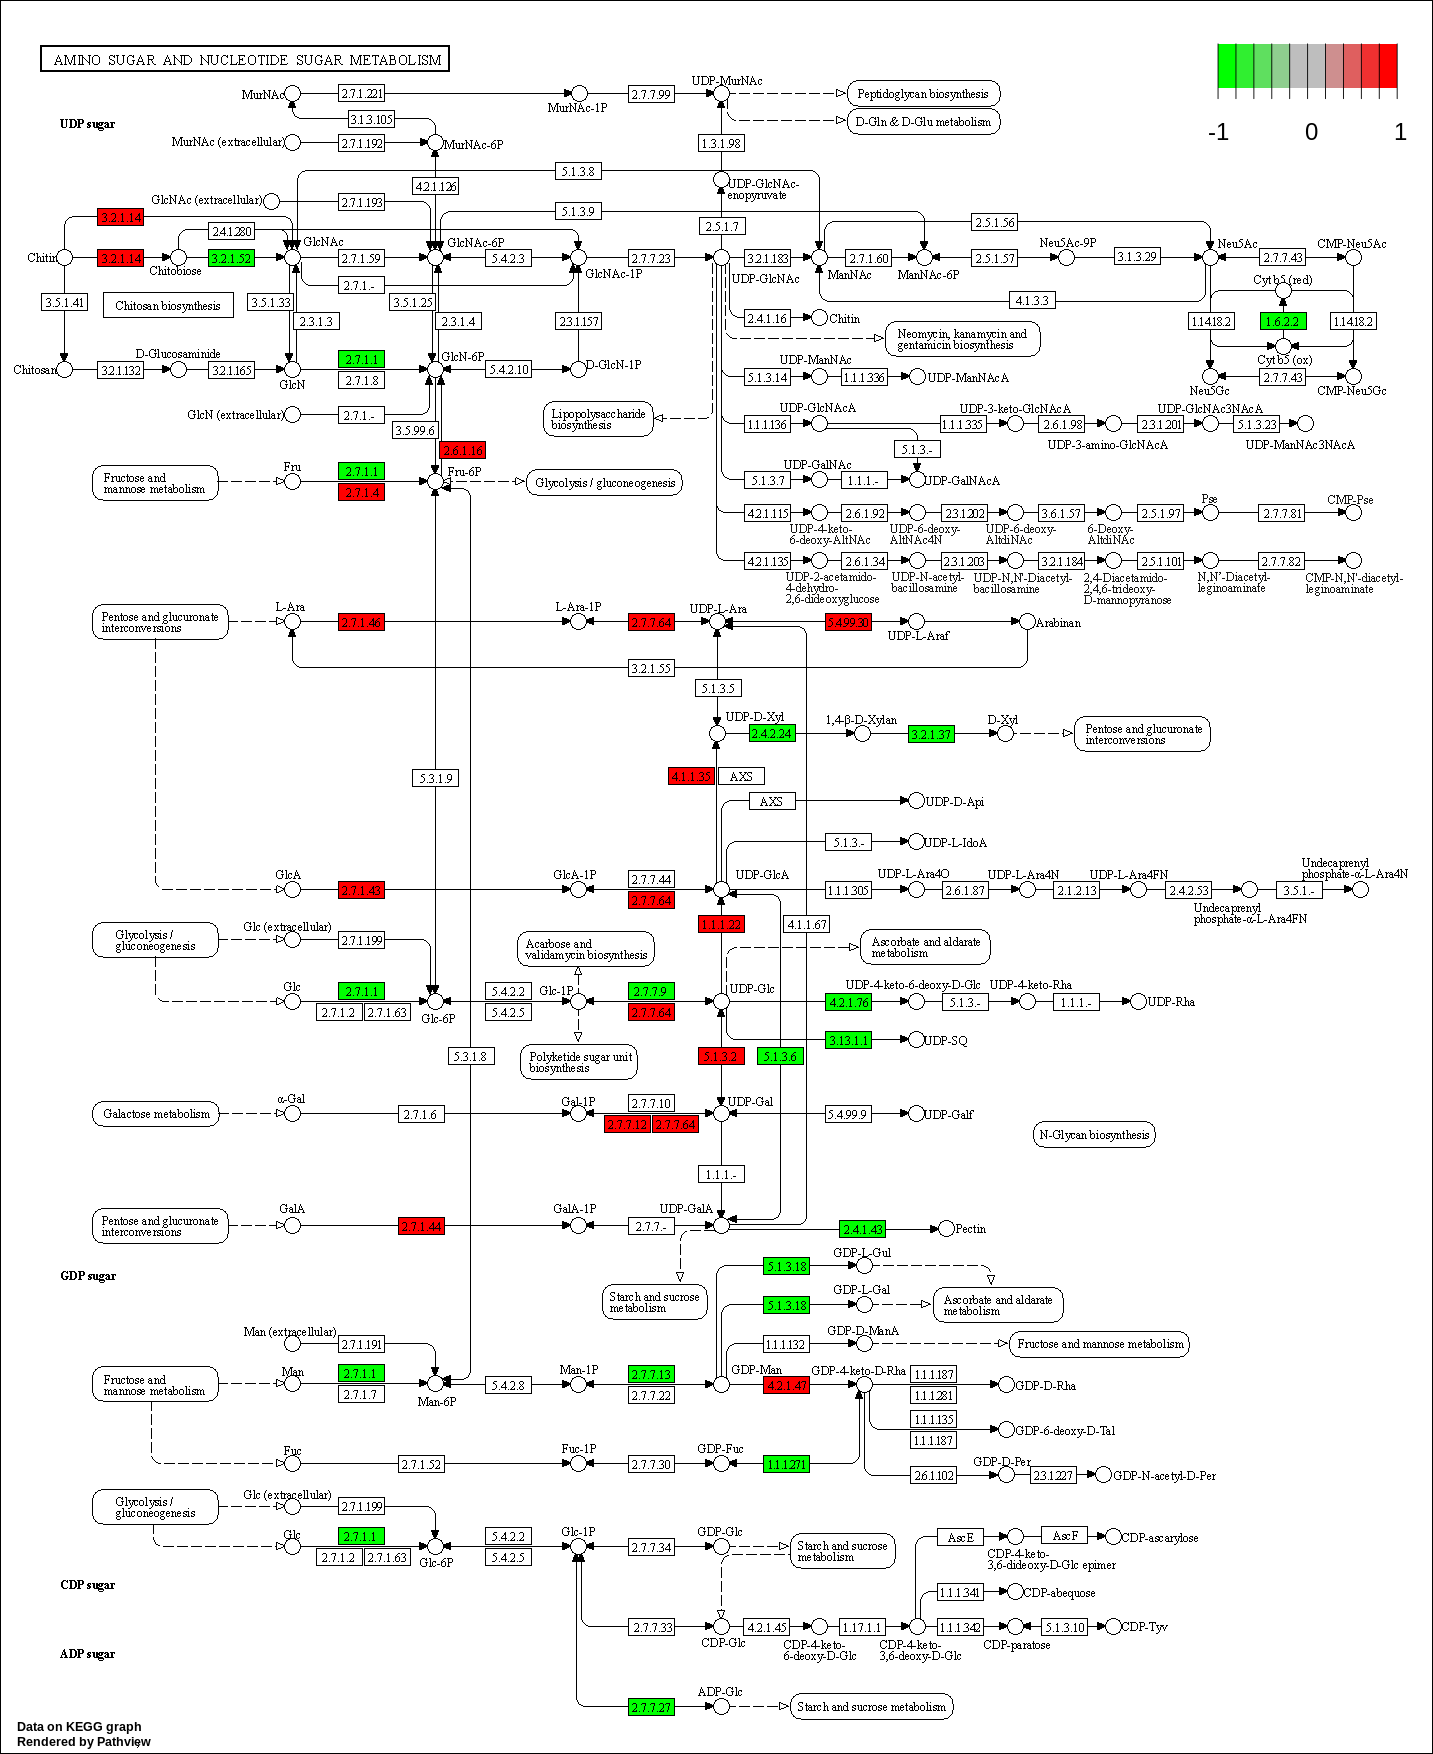 AMINO SUGAR AND NUCLEOTIDE SUGAR METABOLISM
-1 0 1
UDP sugar
MurNAc 2.7.1.221 MurNAc-1P 2.7.7.99 UDP-MurNAc Peptidoglycan biosynthesis
3.1.3.105 D-Gln & D-Glu metabolism
MurNAc (extracellular) 2.7.1.192 MurNAc-6P 1.3.1.98
5.1.3.8
4.2.1.126 UDP-GlcNAc-
enopyruvate
GlcNAc (extracellular) 2.7.1.193
3.2.1.14 5.1.3.9 2.5.1.7 2.5.1.56
2.4.1.280
GlcNAc GlcNAc-6P Neu5Ac-9P Neu5Ac CMP-Neu5Ac
Chitin 3.2.1.14 3.2.1.52 2.7.1.59 5.4.2.3 2.7.7.23 3.2.1.183 2.7.1.60 2.5.1.57 3.1.3.29 2.7.7.43
Chitobiose GlcNAc-1P UDP-GlcNAc ManNAc ManNAc-6P
2.7.1.- Cyt b5 (red)
3.5.1.41 Chitosan biosynthesis 3.5.1.33 3.5.1.25 4.1.3.3
2.3.1.3 2.3.1.4 2.3.1.157 2.4.1.16 Chitin 1.14.18.2 1.6.2.2 1.14.18.2
Neomycin, kanamycin and
gentamicin biosynthesis
D-Glucosaminide 2.7.1.1 GlcN-6P UDP-ManNAc Cyt b5 (ox)
Chitosan 3.2.1.132 3.2.1.165 GlcN 2.7.1.8 5.4.2.10 D-GlcN-1P 5.1.3.14 1.1.1.336 UDP-ManNAcA Neu5Gc 2.7.7.43 CMP-Neu5Gc
GlcN (extracellular) 2.7.1.- UDP-GlcNAcA UDP-3-keto-GlcNAcA UDP-GlcNAc3NAcA
Lipopolysaccharide
biosynthesis
1.1.1.136 1.1.1.335 2.6.1.98 2.3.1.201 5.1.3.23
3.5.99.6 UDP-3-amino-GlcNAcA UDP-ManNAc3NAcA
2.6.1.16 5.1.3.-
Fructose and
mannose metabolism
Fru 2.7.1.1 Fru-6P UDP-GalNAc
2.7.1.4 Glycolysis / gluconeogenesis 5.1.3.7 1.1.1.- UDP-GalNAcA
Pse CMP-Pse
4.2.1.115 2.6.1.92 2.3.1.202 3.6.1.57 2.5.1.97 2.7.7.81
UDP-4-keto- UDP-6-deoxy- UDP-6-deoxy- 6-Deoxy-
6-deoxy-AltNAc AltNAc4N AltdiNAc AltdiNAc
4.2.1.135 2.6.1.34 2.3.1.203 3.2.1.184 2.5.1.101 2.7.7.82
UDP-2-acetamido- UDP-N-acetyl- UDP-N,N'-Diacetyl- 2,4-Diacetamido- N,N'-Diacetyl- CMP-N,N'-diacetyl-
4-dehydro- bacillosamine bacillosamine 2,4,6-trideoxy- leginoaminate leginoaminate
2,6-dideoxyglucose D-mannopyranose
Pentose and glucuronate
interconversions
L-Ara 2.7.1.46 L-Ara-1P 2.7.7.64 UDP-L-Ara 5.4.99.30 UDP-L-Araf Arabinan
3.2.1.55
5.1.3.5
UDP-D-Xyl 2.4.2.24 1,4-β-D-Xylan 3.2.1.37 D-Xyl
Pentose and glucuronate
interconversions
5.3.1.9 4.1.1.35 AXS
AXS UDP-D-Api
5.1.3.- UDP-L-IdoA
GlcA 2.7.1.43 GlcA-1P 2.7.7.44 UDP-GlcA UDP-L-Ara4O UDP-L-Ara4N UDP-L-Ara4FN Undecaprenyl
phosphate-α-L-Ara4N
2.7.7.64 1.1.1.305 2.6.1.87 2.1.2.13 2.4.2.53 3.5.1.-
Undecaprenyl
phosphate-α-L-Ara4FN
1.1.1.22 4.1.1.67
Glycolysis /
gluconeogenesis
Glc (extracellular) 2.7.1.199
Acarbose and
validamycin biosynthesis
Ascorbate and aldarate
metabolism
Glc 2.7.1.1 5.4.2.2 Glc-1P 2.7.7.9 UDP-Glc UDP-4-keto-6-deoxy-D-Glc UDP-4-keto-Rha
2.7.1.2 2.7.1.63 Glc-6P 5.4.2.5 2.7.7.64 4.2.1.76 5.1.3.- 1.1.1.- UDP-Rha
3.13.1.1 UDP-SQ
5.3.1.8 Polyketide sugar unit
biosynthesis
5.1.3.2 5.1.3.6
Galactose metabolism α-Gal 2.7.1.6 Gal-1P 2.7.7.10 UDP-Gal 5.4.99.9 UDP-Galf
2.7.7.12 2.7.7.64
N-Glycan biosynthesis
1.1.1.-
Pentose and glucuronate
interconversions
GalA 2.7.1.44 GalA-1P 2.7.7.- UDP-GalA 2.4.1.43 Pectin
GDP sugar
5.1.3.18 GDP-L-Gul
Starch and sucrose
metabolism
5.1.3.18 GDP-L-Gal
Ascorbate and aldarate
metabolism
Man (extracellular) 2.7.1.191 1.1.1.132 GDP-D-ManA Fructose and mannose metabolism
Fructose and
mannose metabolism
Man 2.7.1.1 Man-1P 2.7.7.13 GDP-Man GDP-4-keto-D-Rha 1.1.1.187
2.7.1.7 Man-6P 5.4.2.8 2.7.7.22 4.2.1.47 1.1.1.281 GDP-D-Rha
1.1.1.135
1.1.1.187 GDP-6-deoxy-D-Tal
Fuc 2.7.1.52 Fuc-1P 2.7.7.30 GDP-Fuc 1.1.1.271 2.6.1.102 GDP-D-Per 2.3.1.227 GDP-N-acetyl-D-Per
Glycolysis /
gluconeogenesis
Glc (extracellular) 2.7.1.199
Glc 2.7.1.1 5.4.2.2 Glc-1P GDP-Glc
2.7.1.2 2.7.1.63 Glc-6P 5.4.2.5 2.7.7.34
Starch and sucrose
metabolism
AscE AscF CDP-ascarylose
CDP-4-keto-
3,6-dideoxy-D-Glc epimer
CDP sugar
1.1.1.341 CDP-abequose
2.7.7.33 CDP-Glc 4.2.1.45 1.17.1.1 1.1.1.342 5.1.3.10 CDP-Tyv
CDP-4-keto- CDP-4-keto- CDP-paratose
6-deoxy-D-Glc 3,6-deoxy-D-Glc
ADP sugar
2.7.7.27 ADP-Glc Starch and sucrose metabolism
Data on KEGG graph
Rendered by Pathview